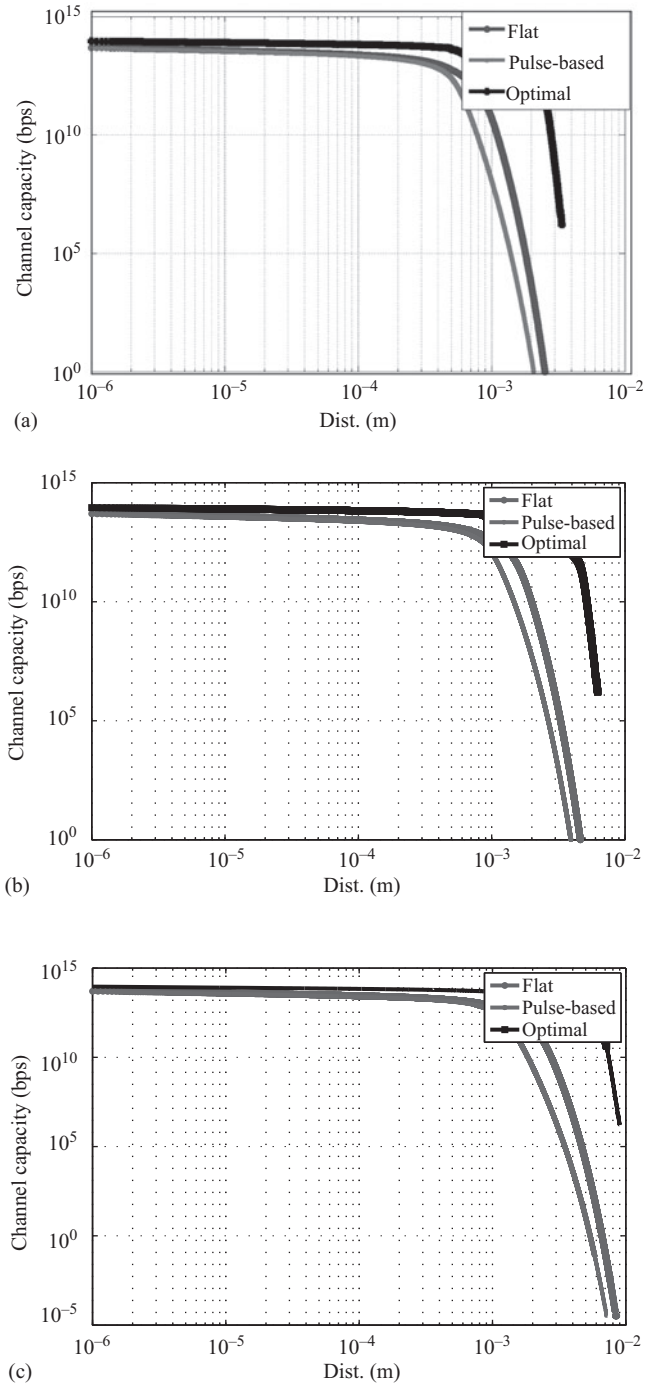 10^15
10^10
10^5
10^0
Channel capacity (bps)
Flat
Pulse-based
Optimal
10^−6
10^−5
10^−4
10^−3
10^−2
Dist. (m)
(a)
10^15
10^10
10^5
10^0
Channel capacity (bps)
Flat
Pulse-based
Optimal
10^−6
10^−5
10^−4
10^−3
10^−2
Dist. (m)
(b)
10^15
10^10
10^5
10^0
10^−5
Channel capacity (bps)
Flat
Pulse-based
Optimal
10^−6
10^−5
10^−4
10^−3
10^−2
Dist. (m)
(c)